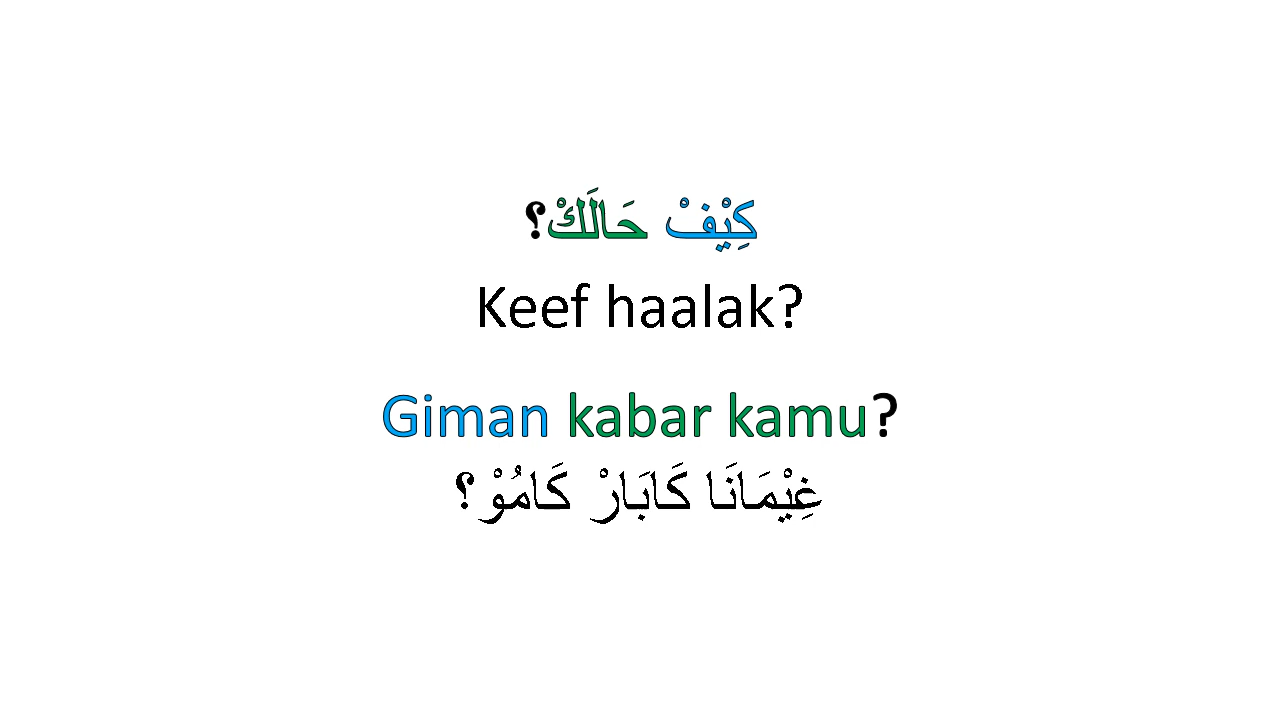 كِيْفْ حَالَكْ؟
Keef haalak?
Giman kabar kamu?
غِيْمَانَا كَابَارْ كَامُوْ؟